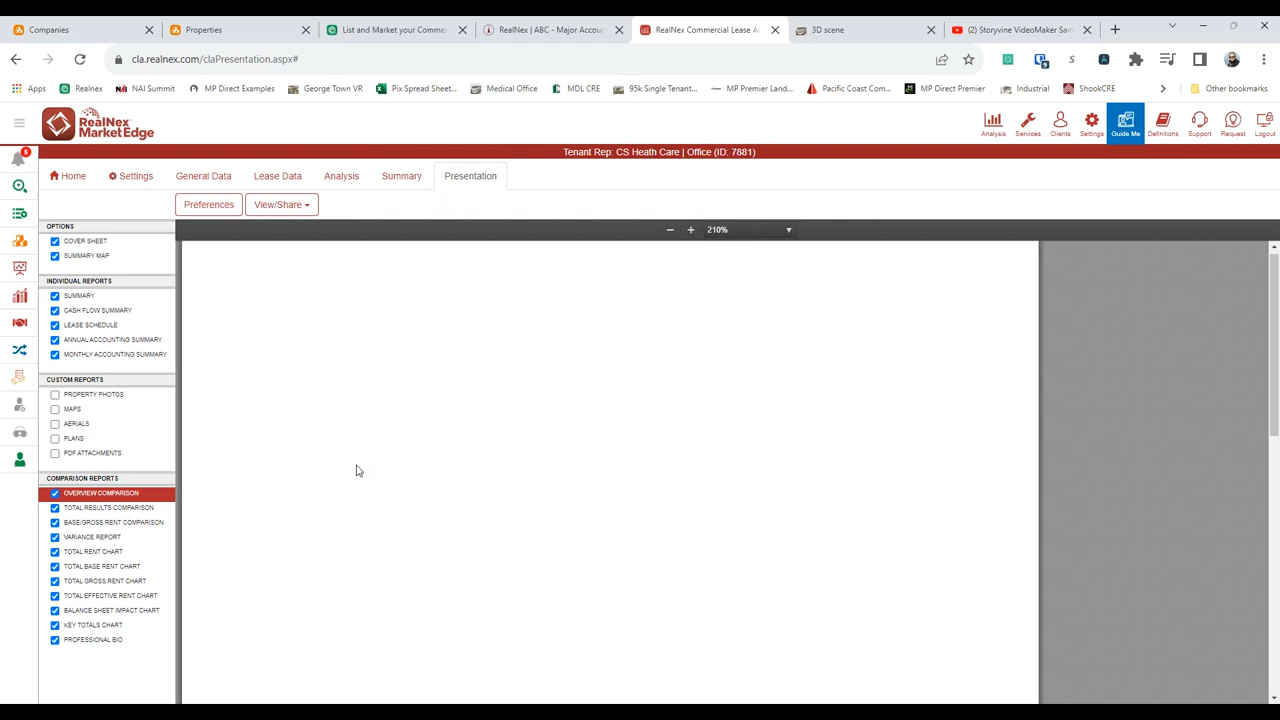 Companies
Properties
List and Market your Comme
RealNex | ABC - Major Accou
RealNex Commercial Lease A
3D scene
(2) Storyvine VideoMaker Sa
cla.realnex.com/claPresentation.aspx#
Apps
Realnex
NAI Summit
MP Direct Examples
George Town VR
Pix Spread Sheet...
Medical Office
MDL CRE
95k Single Tenant...
MP Premier Land...
Pacific Coast Com...
MP Direct Premier
Industrial
ShookCRE
Other bookmarks
RealNex
MarketEdge
Analysis
Services
Clients
Settings
Guide Me
Definitions
Support
Request
Logout
Tenant Rep: CS Heath Care | Office (ID: 7881)
8
Home
Settings
General Data
Lease Data
Analysis
Summary
Presentation
Preferences
View/Share
210%
OPTIONS
COVER SHEET
SUMMARY MAP
INDIVIDUAL REPORTS
SUMMARY
CASH FLOW SUMMARY
LEASE SCHEDULE
ANNUAL ACCOUNTING SUMMARY
MONTHLY ACCOUNTING SUMMARY
CUSTOM REPORTS
PROPERTY PHOTOS
MAPS
AERIALS
PLANS
PDF ATTACHMENTS
COMPARISON REPORTS
OVERVIEW COMPARISON
TOTAL RESULTS COMPARISON
BASE/GROSS RENT COMPARISON
VARIANCE REPORT
TOTAL RENT CHART
TOTAL BASE RENT CHART
TOTAL GROSS RENT CHART
TOTAL EFFECTIVE RENT CHART
BALANCE SHEET IMPACT CHART
KEY TOTALS CHART
PROFESSIONAL BIO